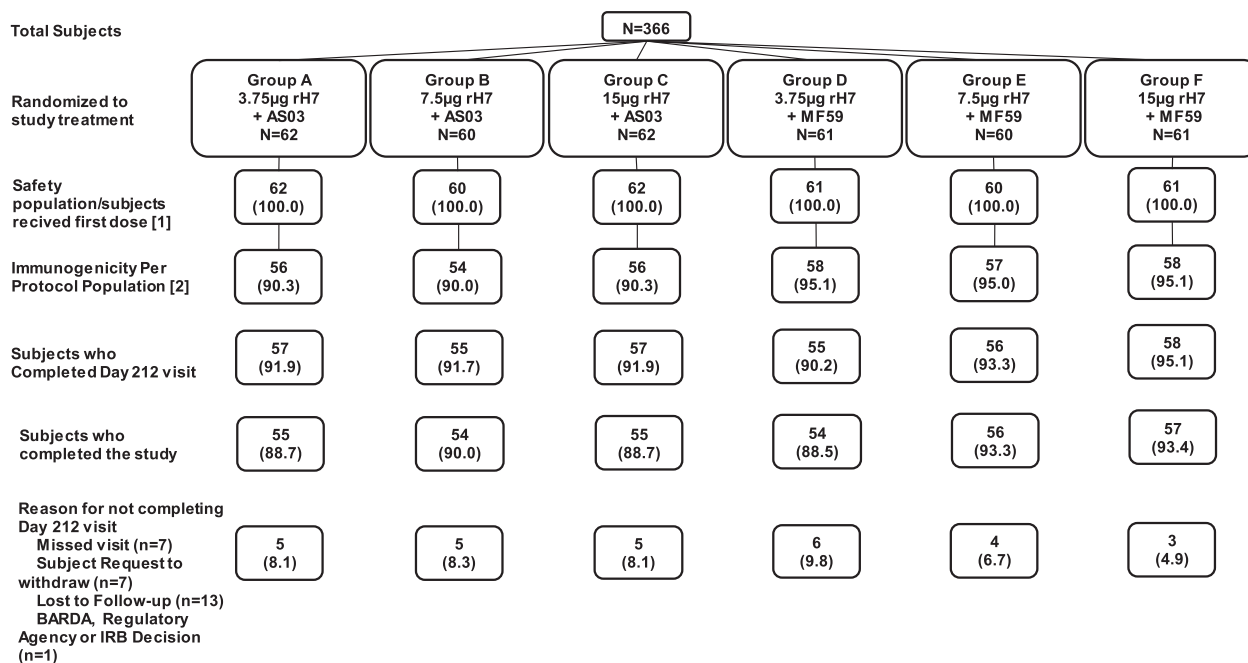 Total Subjects
N=366
Randomized to
study treatment
Group A
3.75µg rH7
+ AS03
N=62
Group B
7.5µg rH7
+ AS03
N=60
Group C
15µg rH7
+ AS03
N=62
Group D
3.75µg rH7
+ MF59
N=61
Group E
7.5µg rH7
+ MF59
N=60
Group F
15µg rH7
+ MF59
N=61
Safety
population/subjects
recived first dose [1]
62
(100.0)
60
(100.0)
62
(100.0)
61
(100.0)
60
(100.0)
61
(100.0)
Immunogenicity Per
Protocol Population [2]
56
(90.3)
54
(90.0)
56
(90.3)
58
(95.1)
57
(95.0)
58
(95.1)
Subjects who
Completed Day 212 visit
57
(91.9)
55
(91.7)
57
(91.9)
55
(90.2)
56
(93.3)
58
(95.1)
Subjects who
completed the study
55
(88.7)
54
(90.0)
55
(88.7)
54
(88.5)
56
(93.3)
57
(93.4)
Reason for not completing
Day 212 visit
Missed visit (n=7)
Subject Request to
withdraw (n=7)
Lost to Follow-up (n=13)
BARDA, Regulatory
Agency or IRB Decision
(n=1)
5
(8.1)
5
(8.3)
5
(8.1)
6
(9.8)
4
(6.7)
3
(4.9)